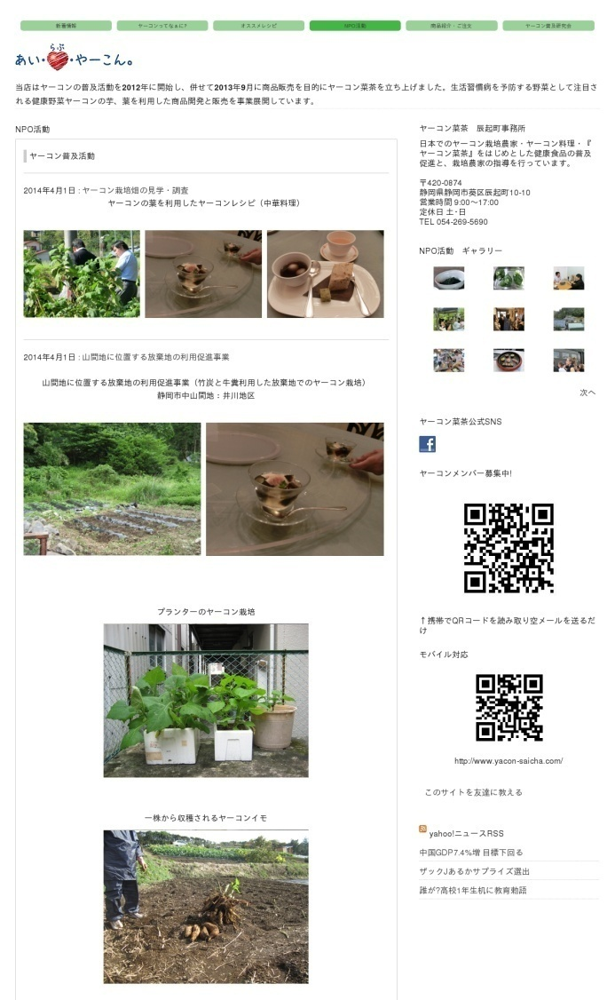 新着情報
ヤーコンってなぁに?
オススメレシピ
NPO活動
商品紹介・ご注文
ヤーコン普及研究会
らぶ
あい・・やーこん。
当店はヤーコンの普及活動を2012年に開始し、併せて2013年9月に商品販売を目的にヤーコン菜茶を立ち上げました。生活習慣病を予防する野菜として注目さ
れる健康野菜ヤーコンの芋、葉を利用した商品開発と販売を事業展開しています。
NPO活動
ヤーコン普及活動
2014年4月1日 : ヤーコン栽培畑の見学・調査
ヤーコンの葉を利用したヤーコンレシピ（中華料理）
2014年4月1日 : 山間地に位置する放棄地の利用促進事業
山間地に位置する放棄地の利用促進事業（竹炭と牛糞利用した放棄地でのヤーコン栽培）
静岡市中山間地：井川地区
プランターのヤーコン栽培
一株から収穫されるヤーコンイモ
ヤーコン菜茶　辰起町事務所
日本でのヤーコン栽培農家・ヤーコン料理・『
ヤーコン菜茶』をはじめとした健康食品の普及
促進と、栽培農家の指導を行っています。
〒420-0874
静岡県静岡市葵区辰起町10-10
営業時間 9:00～17:00
定休日 土･日
TEL 054-269-5690
NPO活動　ギャラリー
次へ
ヤーコン菜茶公式SNS
ヤーコンメンバー募集中!
↑携帯でQRコードを読み取り空メールを送るだ
け
モバイル対応
http://www.yacon-saicha.com/
このサイトを友達に教える
yahoo!ニュースRSS
中国GDP7.4%増 目標下回る
ザックJあるかサプライズ選出
誰が?高校1年生机に教育勅語